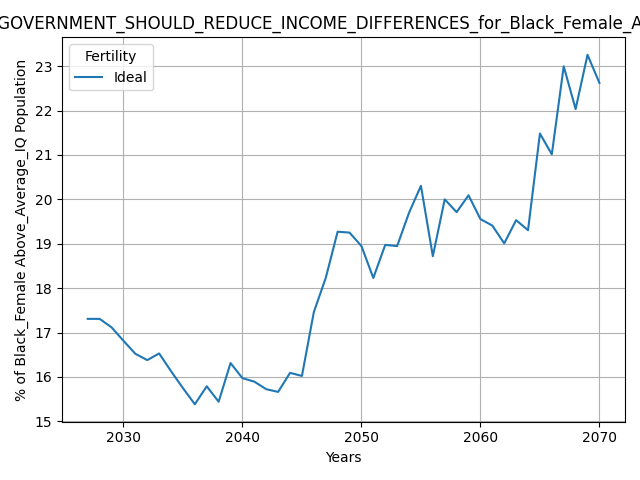 GOVERNMENT_SHOULD_REDUCE_INCOME_DIFFERENCES_for_Black_Female_A
Fertility
Ideal
% of Black_Female Above_Average_IQ Population
23
22
21
20
19
18
17
16
15
2030
2040
2050
2060
2070
Years